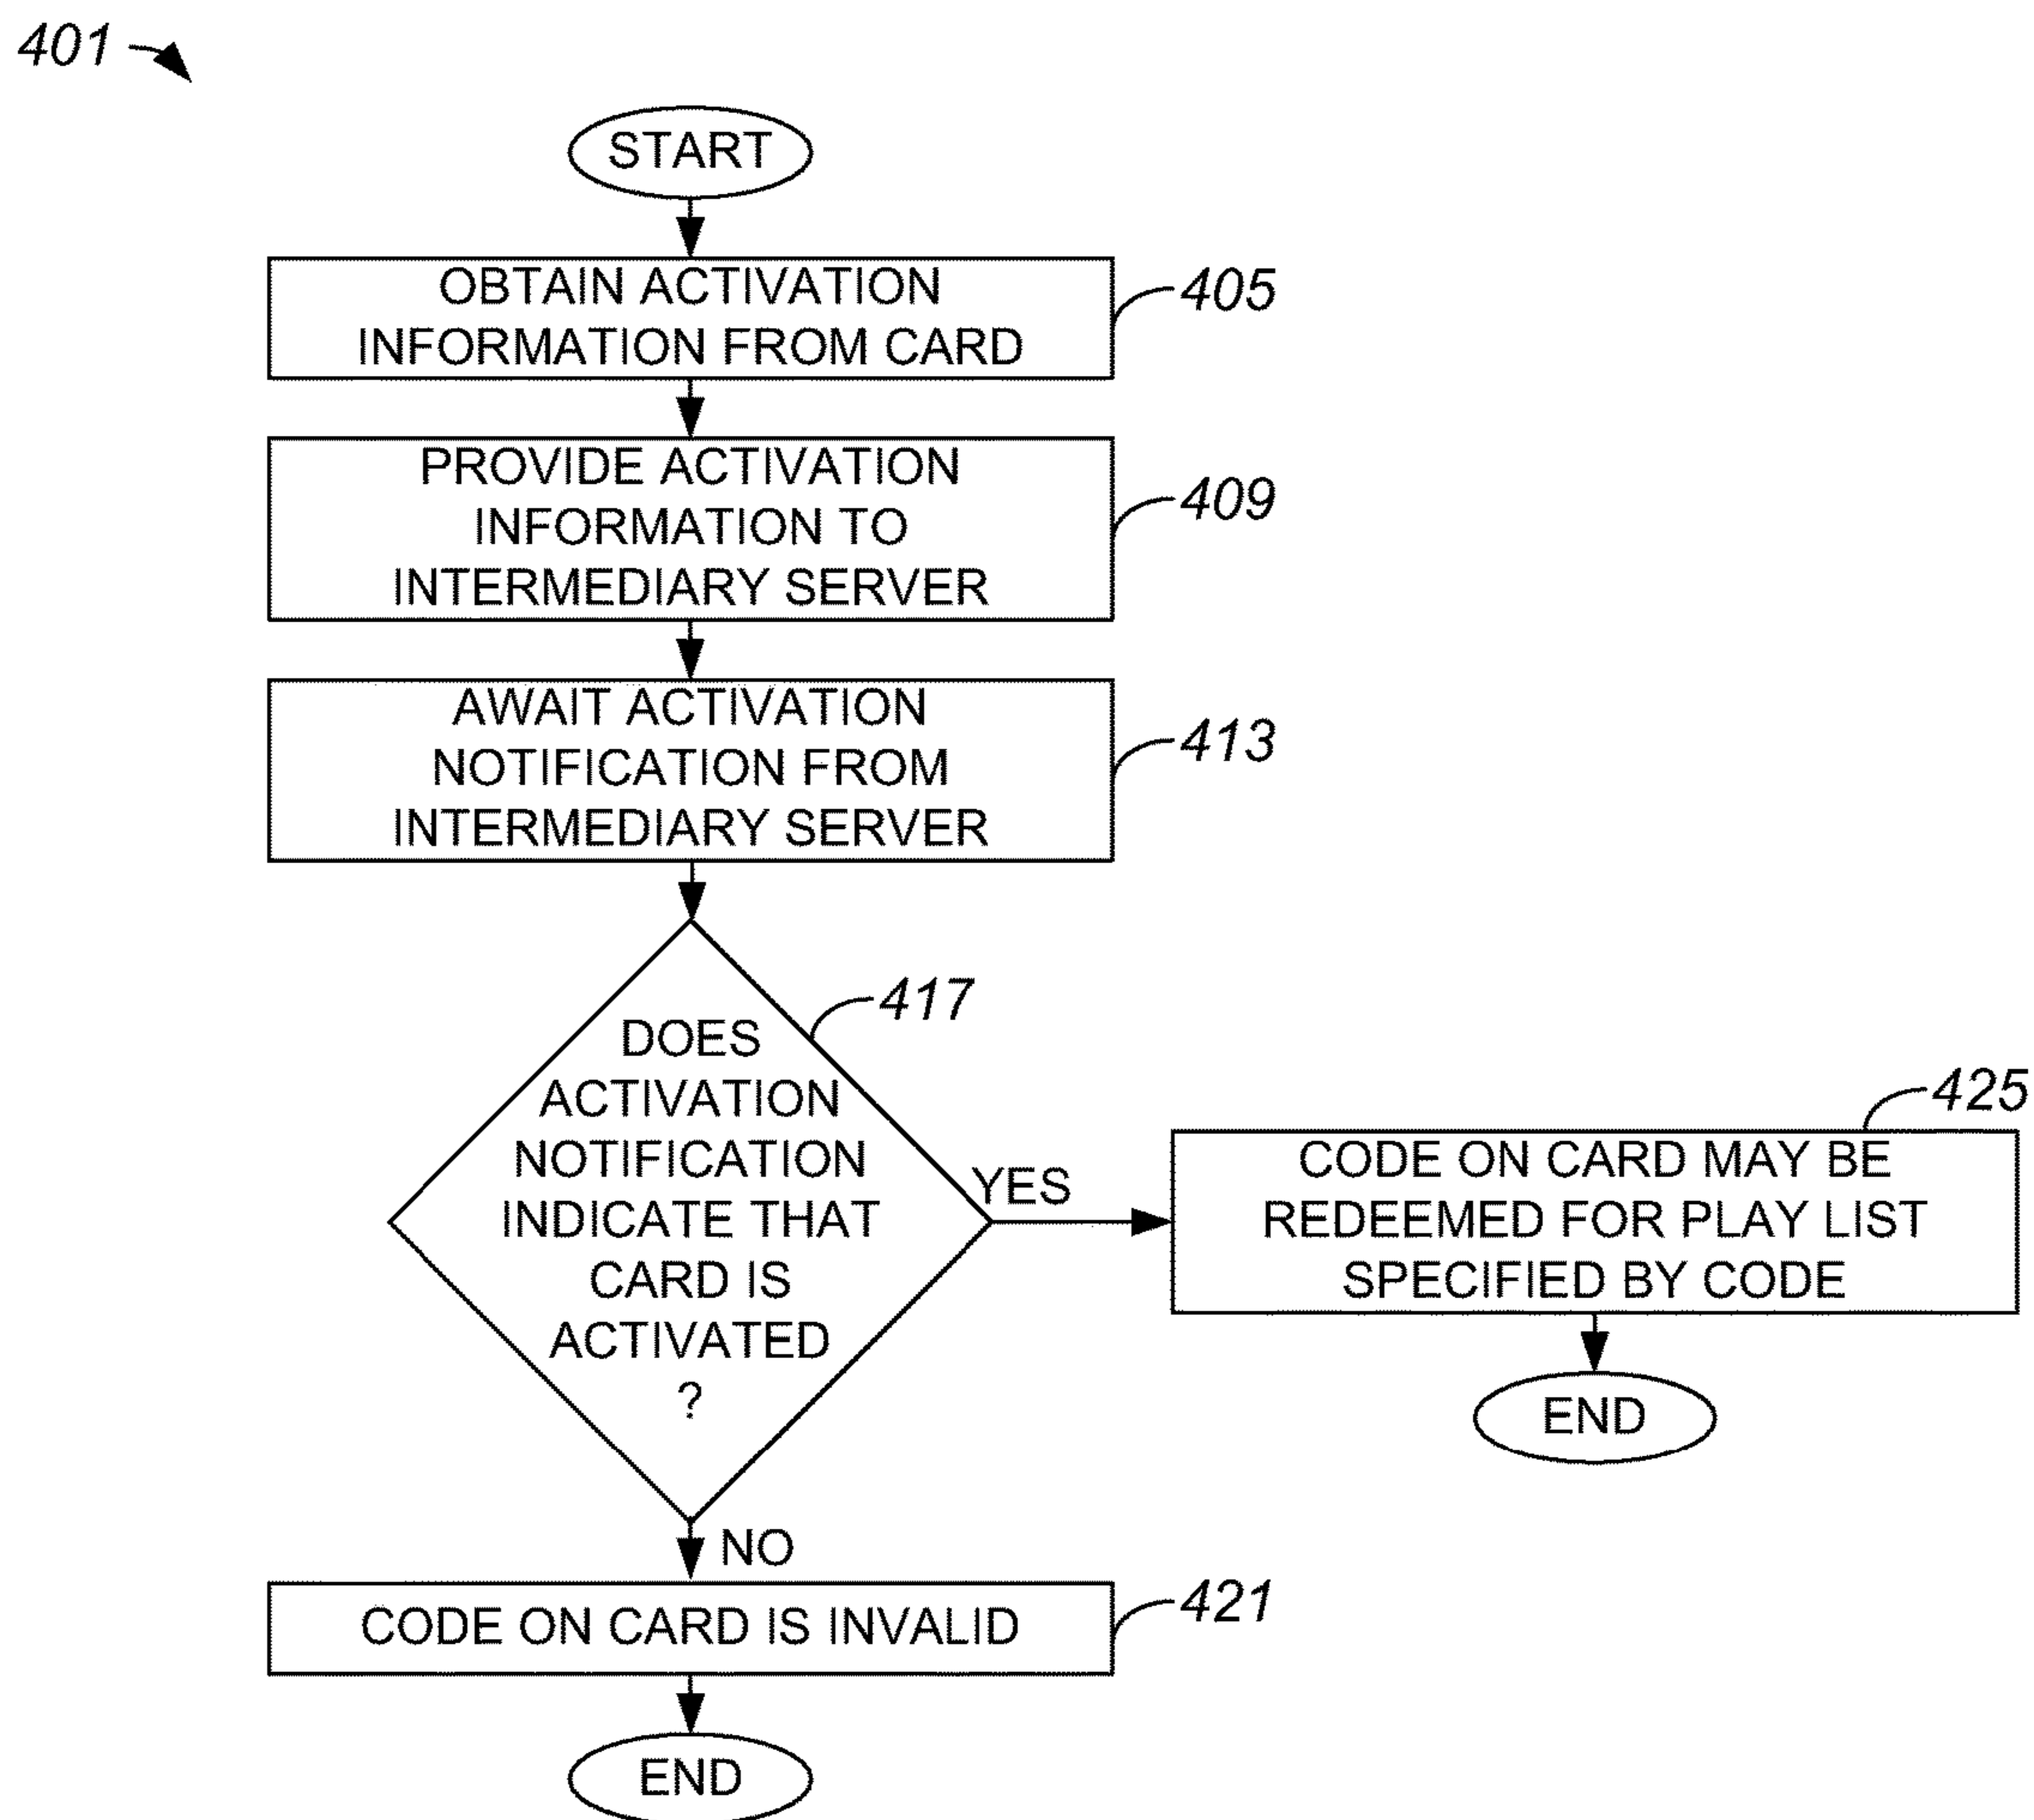 401
START
OBTAIN ACTIVATION
INFORMATION FROM CARD
405
PROVIDE ACTIVATION
INFORMATION TO
INTERMEDIARY SERVER
409
AWAIT ACTIVATION
NOTIFICATION FROM
INTERMEDIARY SERVER
413
417
DOES
ACTIVATION
NOTIFICATION
INDICATE THAT
CARD IS
ACTIVATED
?
YES
425
CODE ON CARD MAY BE
REDEEMED FOR PLAY LIST
SPECIFIED BY CODE
END
NO
CODE ON CARD IS INVALID
421
END